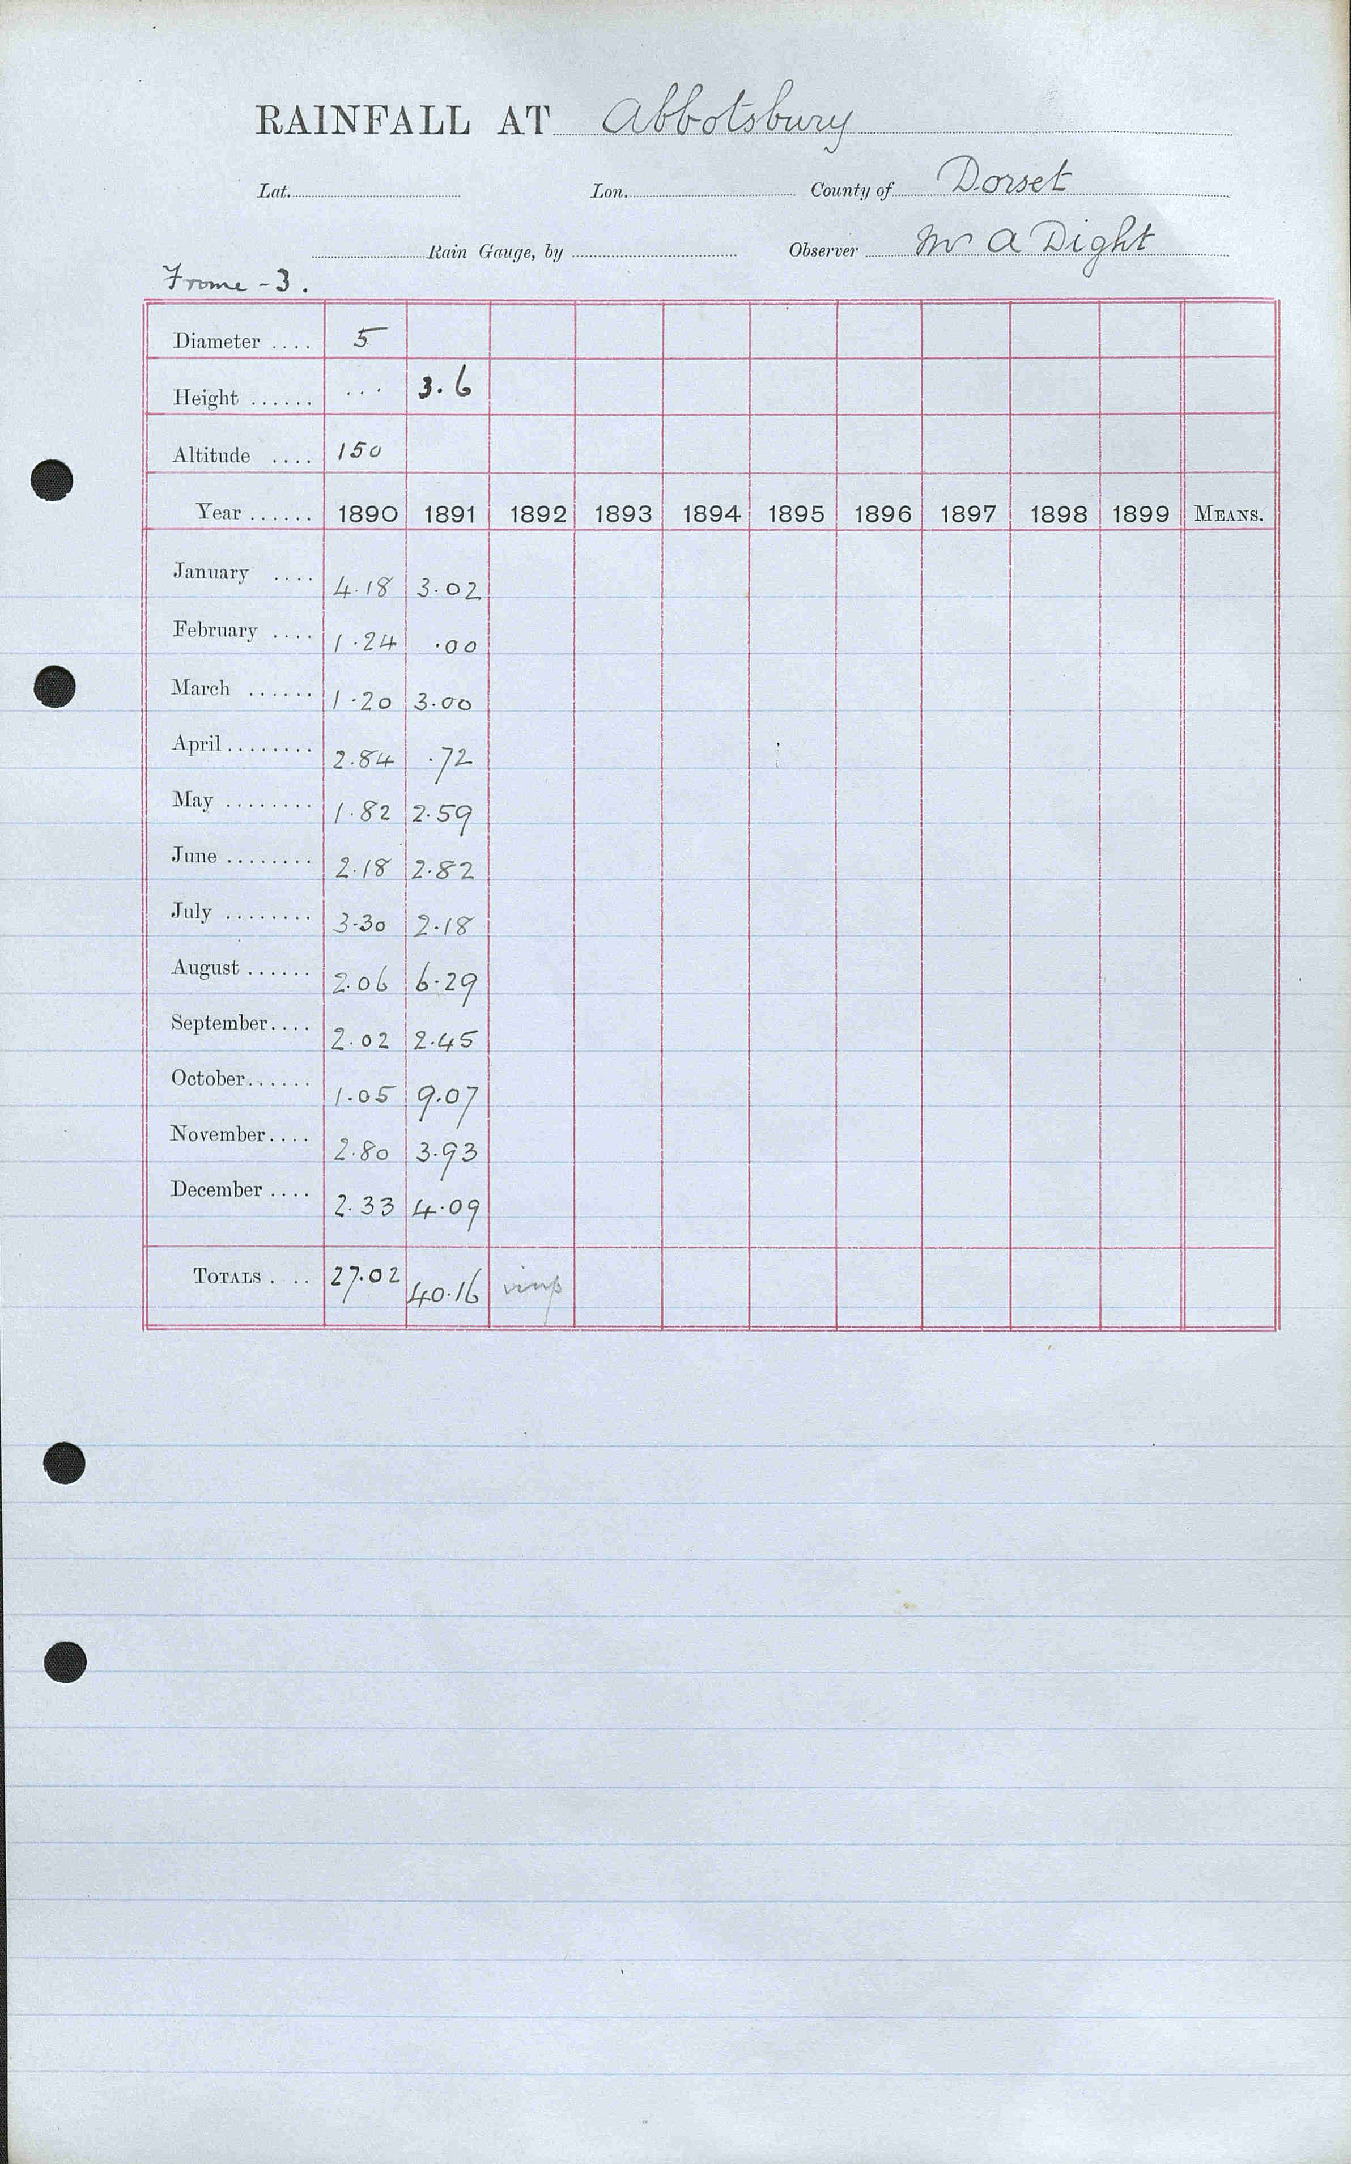 RAINFALL AT Abbotsbury
Lat. Lon. County of Dorset
Rain Gauge, by Observer Mr A Dight
Frome - 3.
Diameter .... 5
Height ...... ... 3.6
Altitude .... 150
Year ...... 1890 1891 1892 1893 1894 1895 1896 1897 1898 1899 MEANS.
January .... 4.18 3.02
February .... 1.24 .00
March ...... 1.20 3.00
April ........ 2.84 .72
May ........ 1.82 2.59
June ........ 2.18 2.82
July ........ 3.30 2.18
August ...... 2.06 6.29
September.... 2.02 2.45
October...... 1.05 9.07
November.... 2.80 3.93
December .... 2.33 4.09
TOTALS .... 27.02 40.16 imp